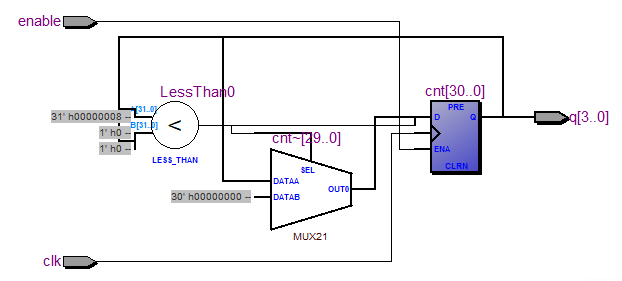 enable
LessThan0
cnt[30..0]
A[31..0]
31' h00000008 --
B[31..0]
1' h0 --
1' h0 --
<
LESS_THAN
PRE
D
Q
ENA
CLRN
q[3..0]
cnt~[29..0]
SEL
DATAA
OUT0
30' h00000000 --
DATAB
MUX21
clk